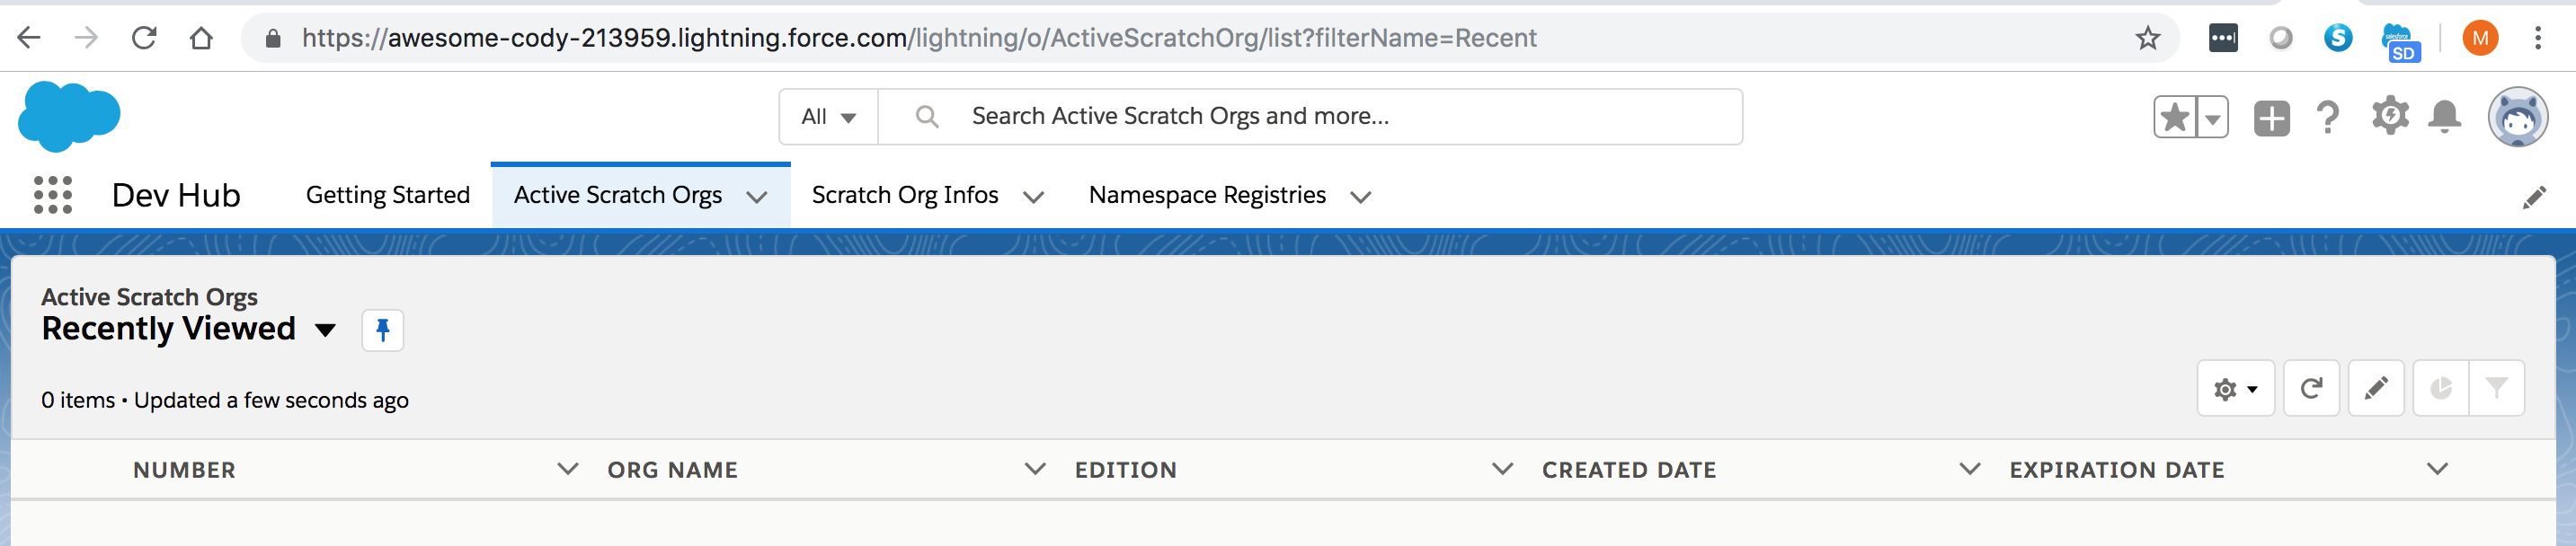 https://awesome-cody-213959.lightning.force.com/lightning/o/ActiveScratchOrg/list?filterName=Recent
S
salesforce
SD
M
All
Search Active Scratch Orgs and more...
Dev Hub Getting Started Active Scratch Orgs Scratch Org Infos Namespace Registries
Active Scratch Orgs
Recently Viewed
0 items • Updated a few seconds ago
NUMBER ORG NAME EDITION CREATED DATE EXPIRATION DATE